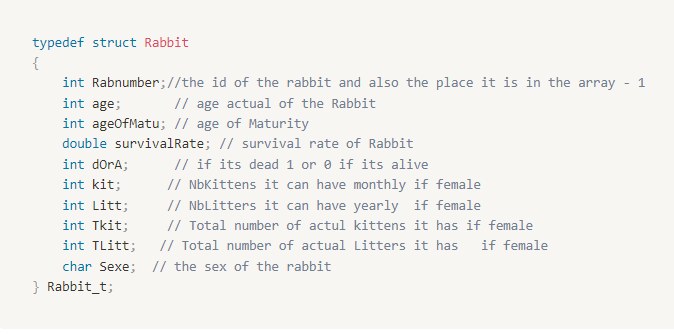 typedef struct Rabbit
{
    int Rabnumber;//the id of the rabbit and also the place it is in the array - 1
    int age;       // age actual of the Rabbit
    int ageOfMatu; // age of Maturity
    double survivalRate; // survival rate of Rabbit
    int dOrA;      // if its dead 1 or 0 if its alive
    int kit;      // NbKittens it can have monthly if female
    int Litt;     // NbLitters it can have yearly  if female
    int Tkit;     // Total number of actul kittens it has if female
    int TLitt;   // Total number of actual Litters it has   if female
    char Sexe;  // the sex of the rabbit
} Rabbit_t;